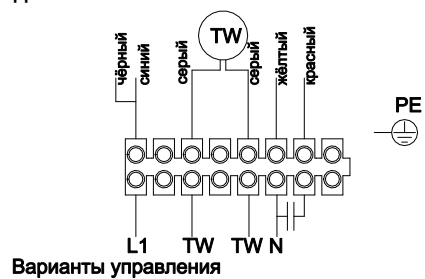 TW
чёрный
синий
серый
серый
жёлтый
красный
PE
L1
TW
TW
N
Варианты управления